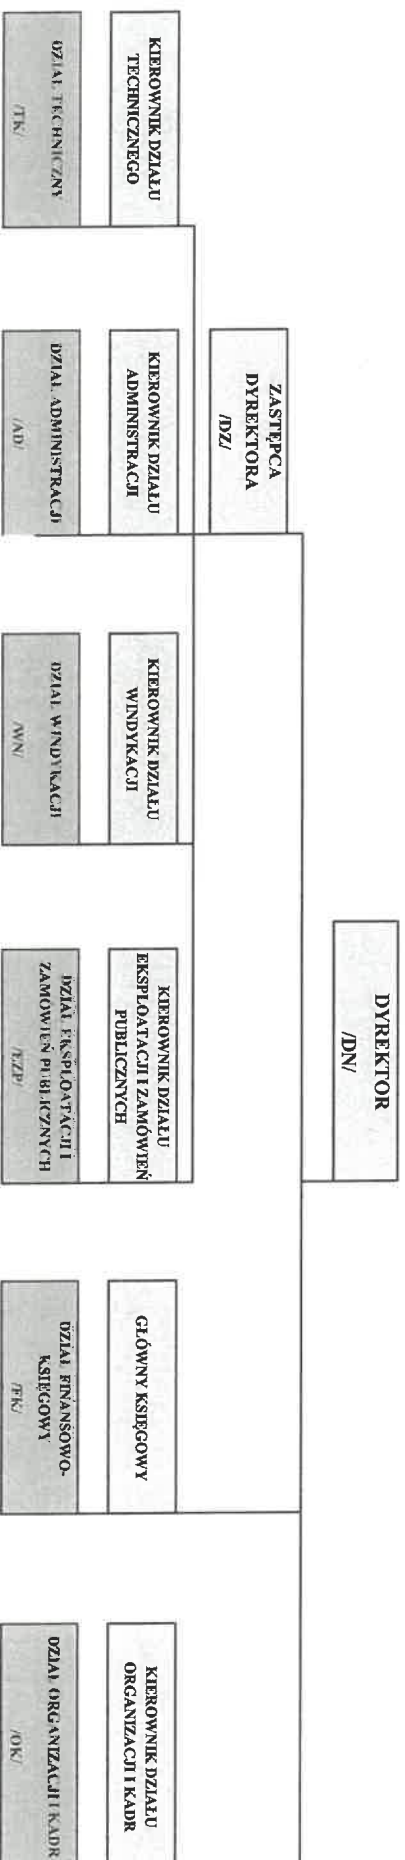 DYREKTOR
/DN/
ZASTĘPCA
DYREKTORA
/DZ/
KIEROWNIK DZIAŁU
TECHNICZNEGO
KIEROWNIK DZIAŁU
ADMINISTRACJI
KIEROWNIK DZIAŁU
WINDYKACJI
KIEROWNIK DZIAŁU
EKSPLOATACJI I ZAMÓWIEŃ
PUBLICZNYCH
GŁÓWNY KSIĘGOWY
KIEROWNIK DZIAŁU
ORGANIZACJI I KADR
DZIAŁ TECHNICZNY
/TK/
DZIAŁ ADMINISTRACJI
/AD/
DZIAŁ WINDYKACJI
/WN/
DZIAŁ EKSPLOATACJI I
ZAMÓWIEŃ PUBLICZNYCH
/EZP/
DZIAŁ FINANSOWO-
KSIĘGOWY
/FK/
DZIAŁ ORGANIZACJI I KADR
/OK/